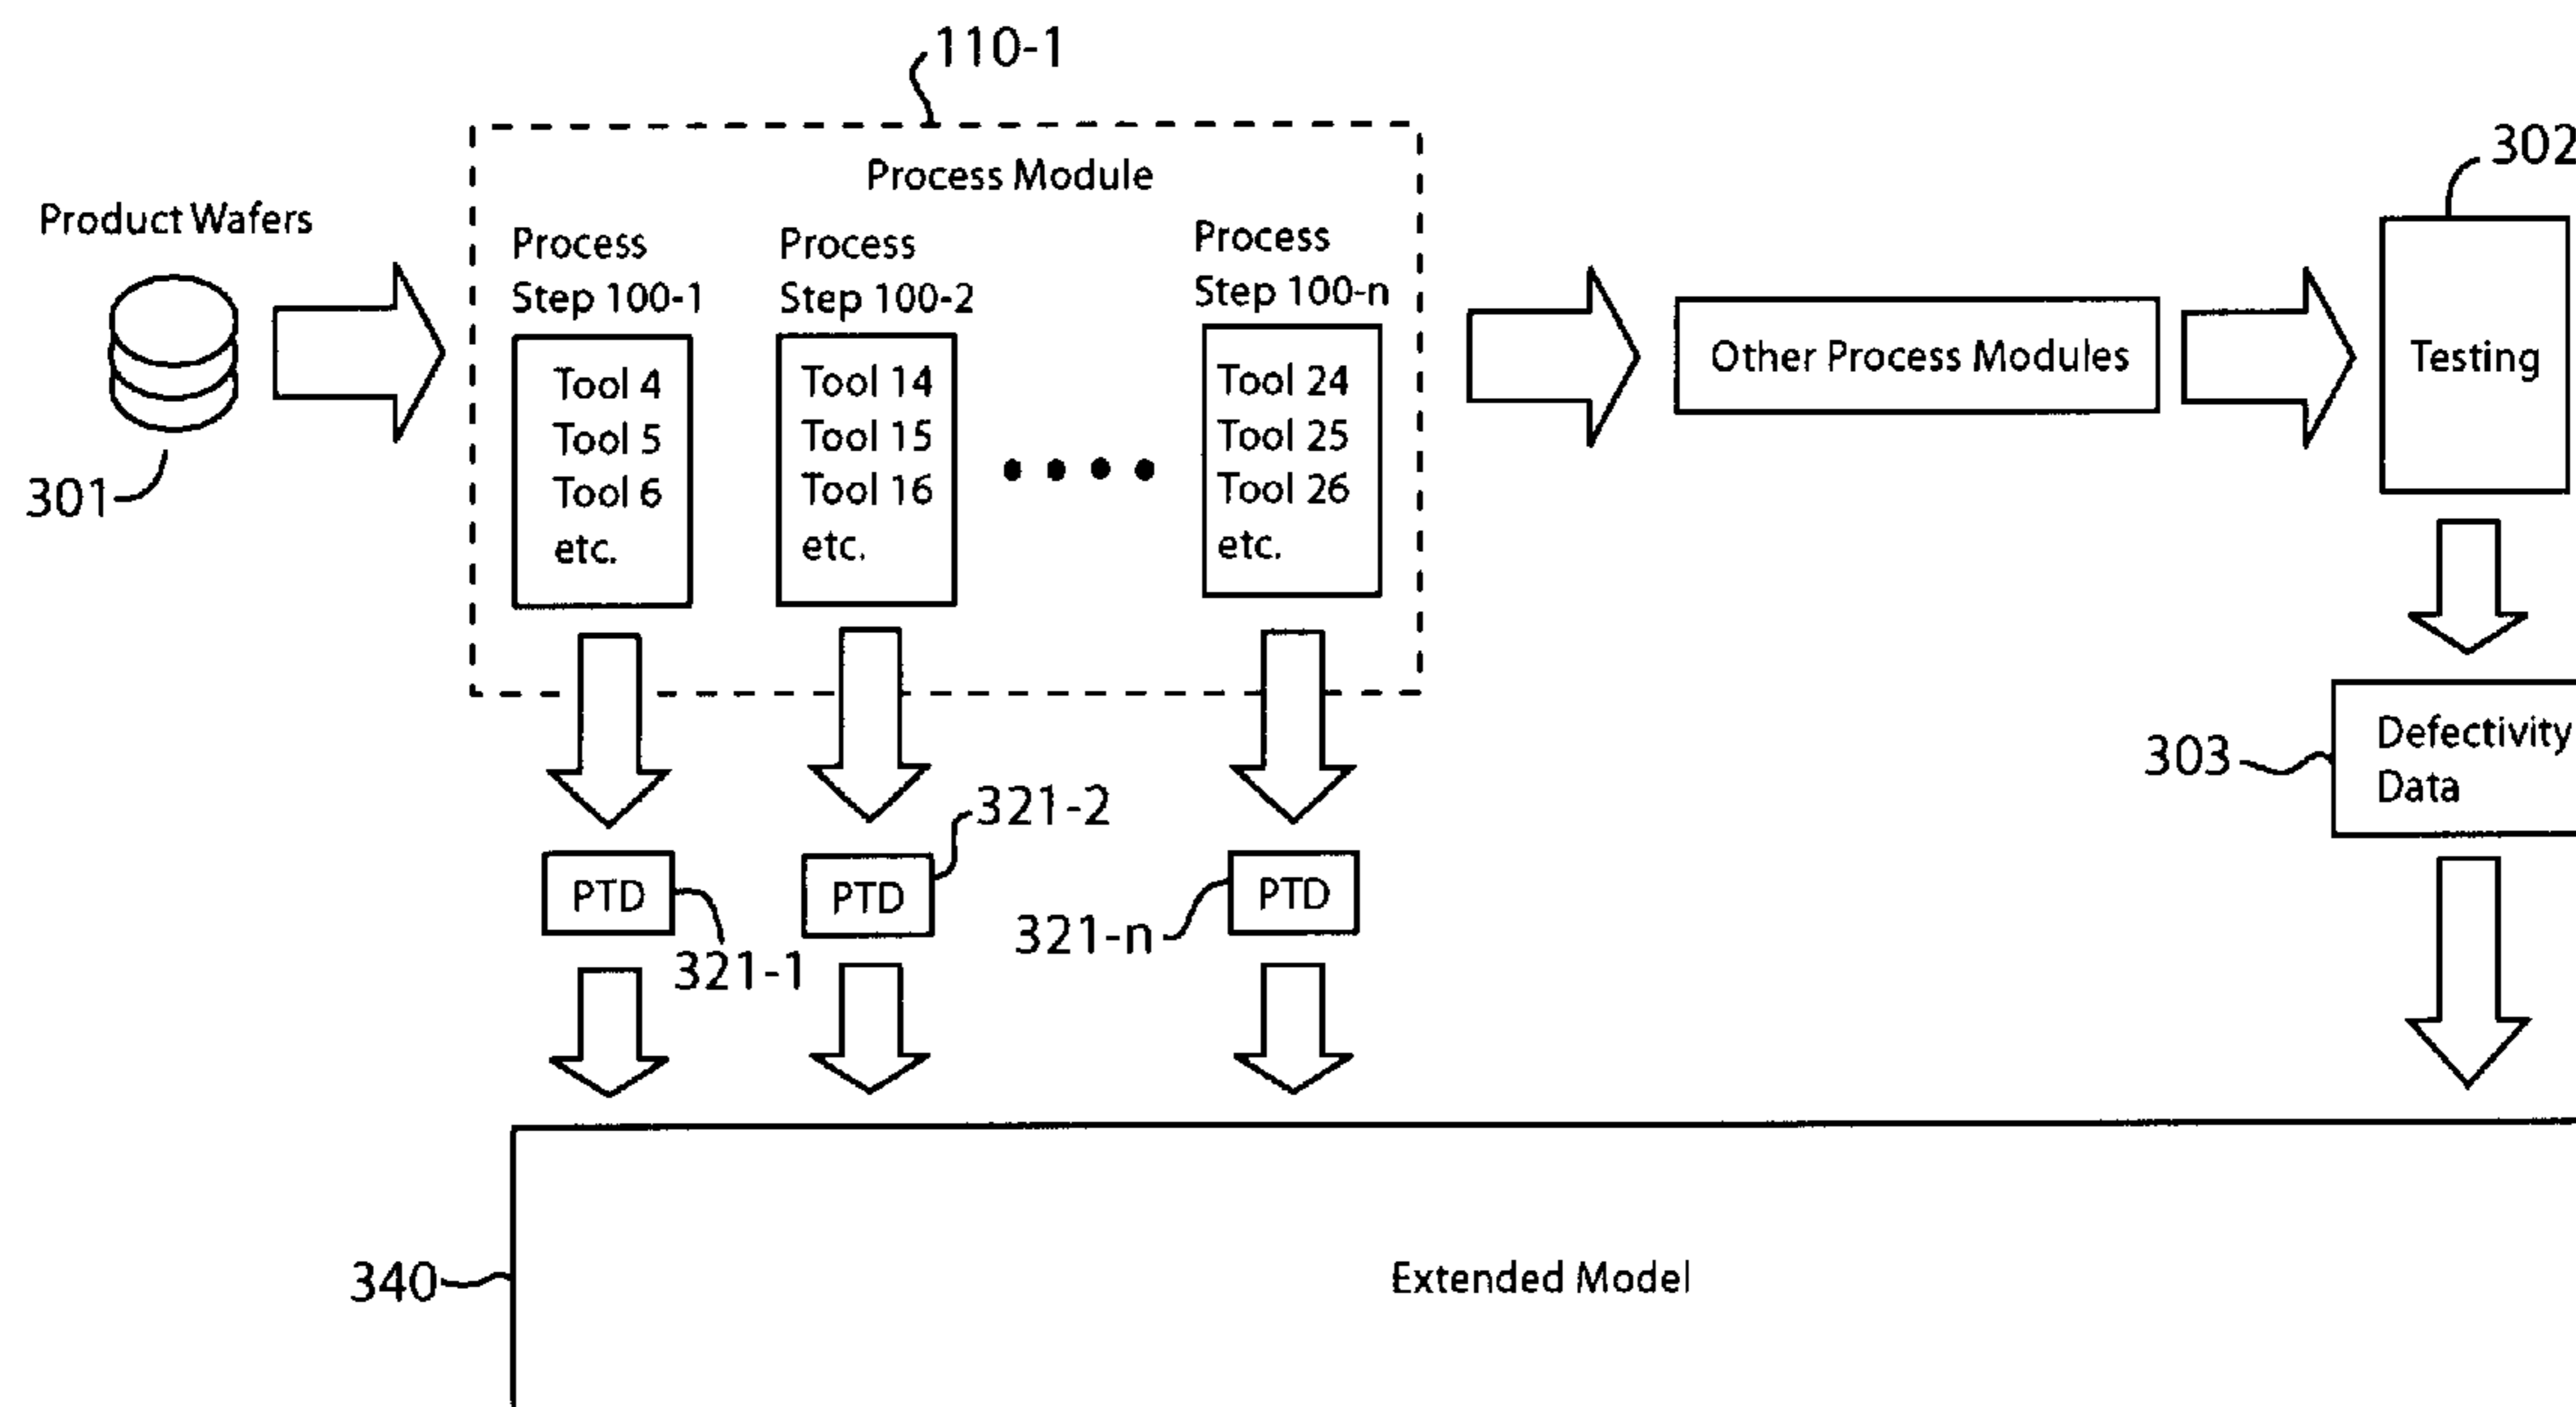 110-1
302
Process Module
Product Wafers
Process
Step 100-1
Process
Step 100-2
Process
Step 100-n
Tool 4
Tool 5
Tool 6
etc.
Tool 14
Tool 15
Tool 16
etc.
Tool 24
Tool 25
Tool 26
etc.
Other Process Modules
Testing
301
303
Defectivity
Data
321-2
PTD
PTD
PTD
321-1
321-n
340
Extended Model